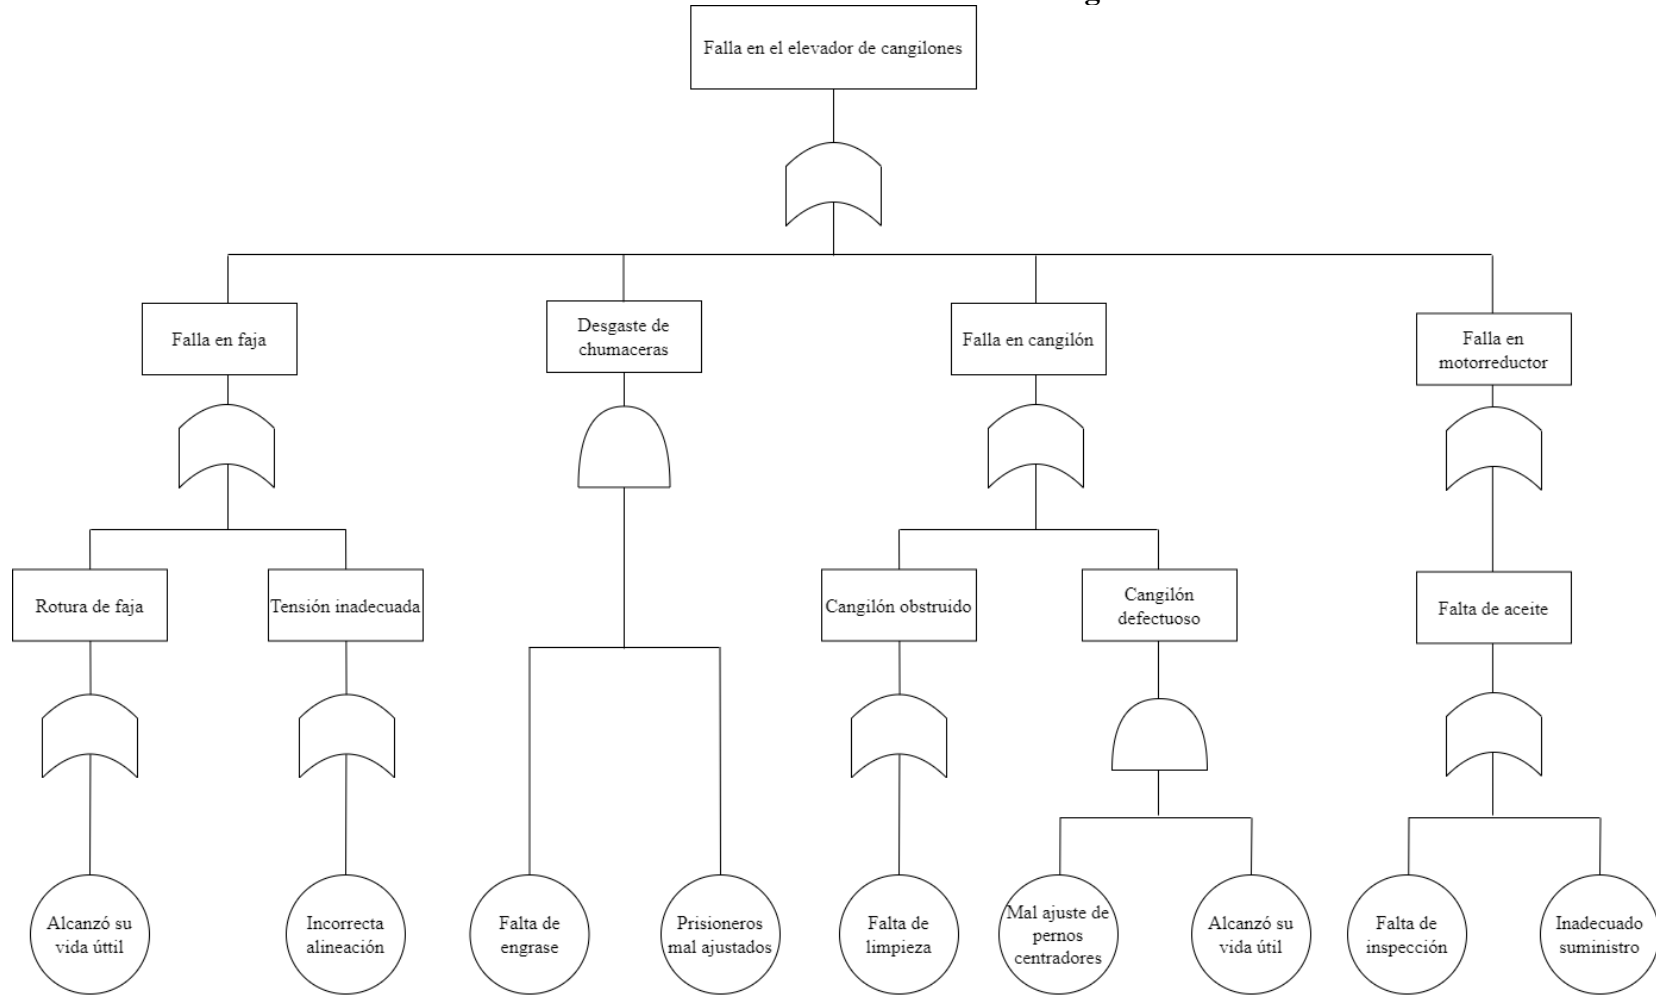 Falla en el elevador de cangilones
Falla en faja
Desgaste de
chumaceras
Falla en cangilón
Falla en
motorreductor
Rotura de faja
Tensión inadecuada
Cangilón obstruido
Cangilón
defectuoso
Falta de aceite
Alcanzó su
vida úttil
Incorrecta
alineación
Falta de
engrase
Prisioneros
mal ajustados
Falta de
limpieza
Mal ajuste de
pernos
centradores
Alcanzó su
vida útil
Falta de
inspección
Inadecuado
suministro